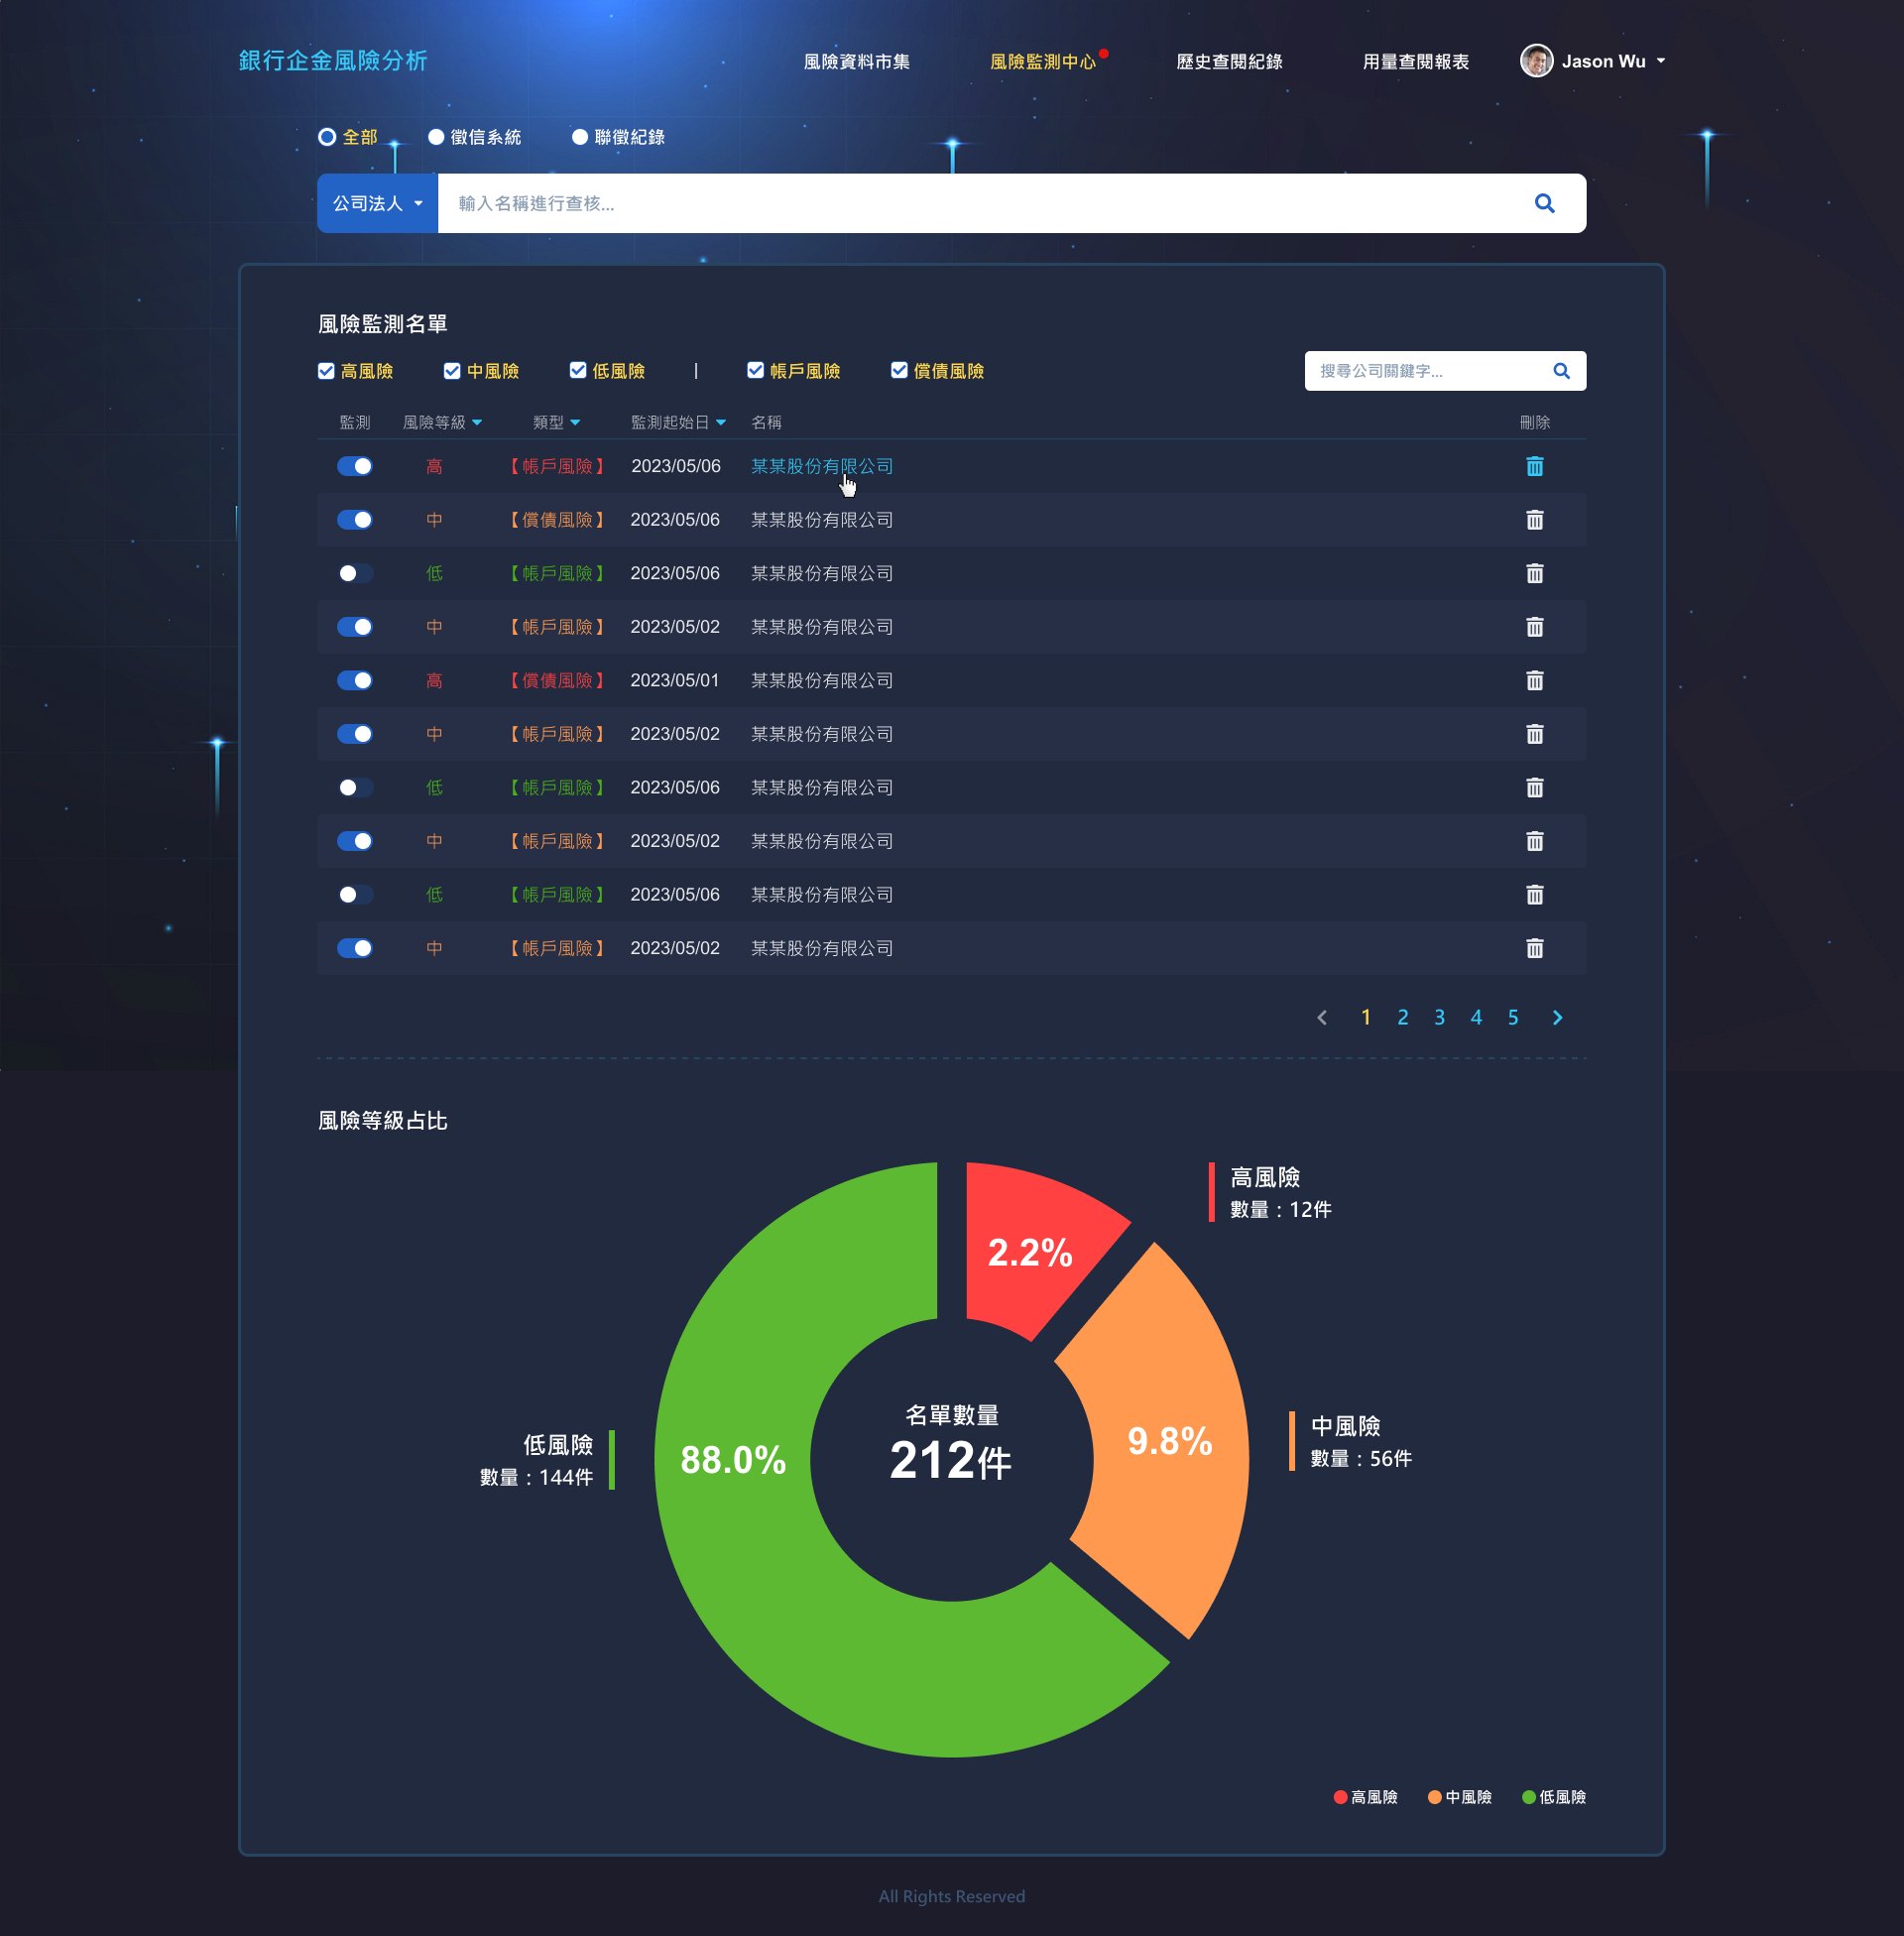 銀行企金風險分析
風險資料市集 風險監測中心 歷史查閱紀錄 用量查閱報表 Jason Wu
全部 徵信系統 聯徵紀錄
公司法人 輸入名稱進行查核...
風險監測名單
高風險 中風險 低風險 | 帳戶風險 償債風險 搜尋公司關鍵字...
監測 風險等級 類型 監測起始日 名稱 刪除
高 【帳戶風險】 2023/05/06 某某股份有限公司
中 【償債風險】 2023/05/06 某某股份有限公司
低 【帳戶風險】 2023/05/06 某某股份有限公司
中 【帳戶風險】 2023/05/02 某某股份有限公司
高 【償債風險】 2023/05/01 某某股份有限公司
中 【帳戶風險】 2023/05/02 某某股份有限公司
低 【帳戶風險】 2023/05/06 某某股份有限公司
中 【帳戶風險】 2023/05/02 某某股份有限公司
低 【帳戶風險】 2023/05/06 某某股份有限公司
中 【帳戶風險】 2023/05/02 某某股份有限公司
1 2 3 4 5
風險等級占比
高風險
數量：12件
2.2%
中風險
數量：56件
9.8%
低風險
數量：144件
88.0%
名單數量
212件
高風險 中風險 低風險
All Rights Reserved